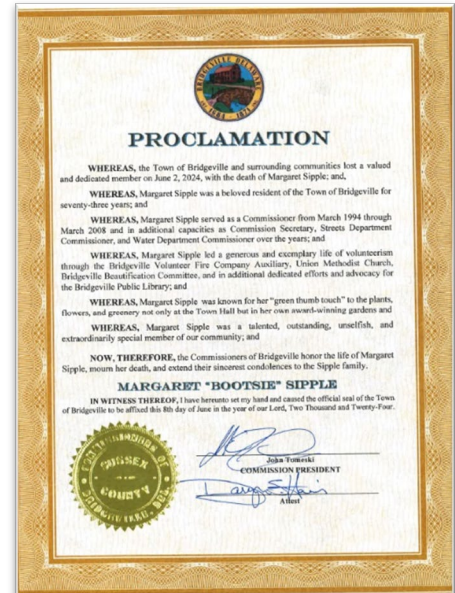 BRIDGEVILLE DELAWARE
PROCLAMATION
WHEREAS, the Town of Bridgeville and surrounding communities lost a valued
and dedicated member on June 2, 2024, with the death of Margaret Sipple; and,
WHEREAS, Margaret Sipple was a beloved resident of the Town of Bridgeville for
seventy-three years; and
WHEREAS, Margaret Sipple served as a Commissioner from March 1994 through
March 2008 and in additional capacities as Commission Secretary, Streets Department
Commissioner, and Water Department Commissioner over the years; and
WHEREAS, Margaret Sipple led a generous and exemplary life of volunteerism
through the Bridgeville Volunteer Fire Company Auxiliary, Union Methodist Church,
Bridgeville Beautification Committee, and in additional dedicated efforts and advocacy for
the Bridgeville Public Library; and
WHEREAS, Margaret Sipple was known for her "green thumb touch" to the plants,
flowers, and greenery not only at the Town Hall but in her own award-winning gardens and
WHEREAS, Margaret Sipple was a talented, outstanding, unselfish, and
extraordinarily special member of our community; and
NOW, THEREFORE, the Commissioners of Bridgeville honor the life of Margaret
Sipple, mourn her death, and extend their sincerest condolences to the Sipple family.
MARGARET "BOOTSIE" SIPPLE
IN WITNESS THEREOF, I have hereunto set my hand and caused the official seal of the Town
of Bridgeville to be affixed this 8th day of June in the year of our Lord, Two Thousand and Twenty-Four.
John Tomeski
COMMISSION PRESIDENT
Attest
SUSSEX
COUNTY
BRIDGEVILLE, DEL.